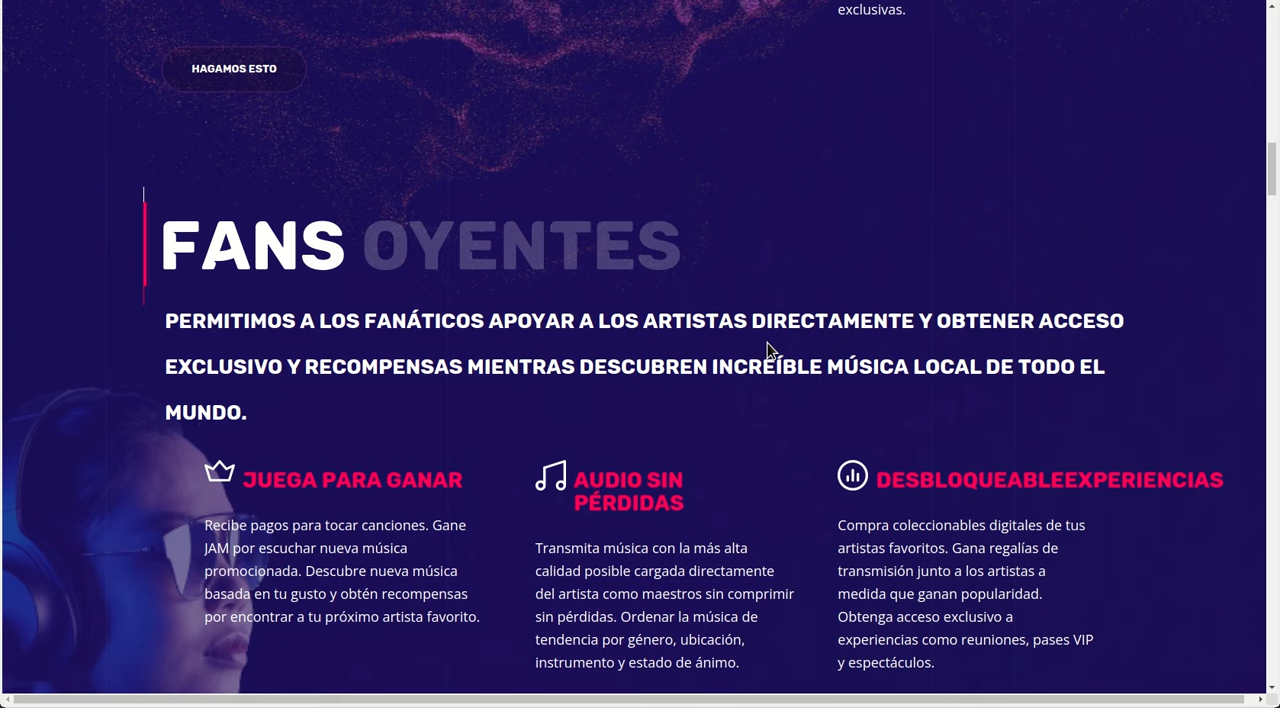 exclusivas.
HAGAMOS ESTO
FANS OYENTES
PERMITIMOS A LOS FANÁTICOS APOYAR A LOS ARTISTAS DIRECTAMENTE Y OBTENER ACCESO
EXCLUSIVO Y RECOMPENSAS MIENTRAS DESCUBREN INCREÍBLE MÚSICA LOCAL DE TODO EL
MUNDO.
JUEGA PARA GANAR
Recibe pagos para tocar canciones. Gane
JAM por escuchar nueva música
promocionada. Descubre nueva música
basada en tu gusto y obtén recompensas
por encontrar a tu próximo artista favorito.
AUDIO SIN
PÉRDIDAS
Transmita música con la más alta
calidad posible cargada directamente
del artista como maestros sin comprimir
sin pérdidas. Ordenar la música de
tendencia por género, ubicación,
instrumento y estado de ánimo.
DESBLOQUEABLEEXPERIENCIAS
Compra coleccionables digitales de tus
artistas favoritos. Gana regalías de
transmisión junto a los artistas a
medida que ganan popularidad.
Obtenga acceso exclusivo a
experiencias como reuniones, pases VIP
y espectáculos.